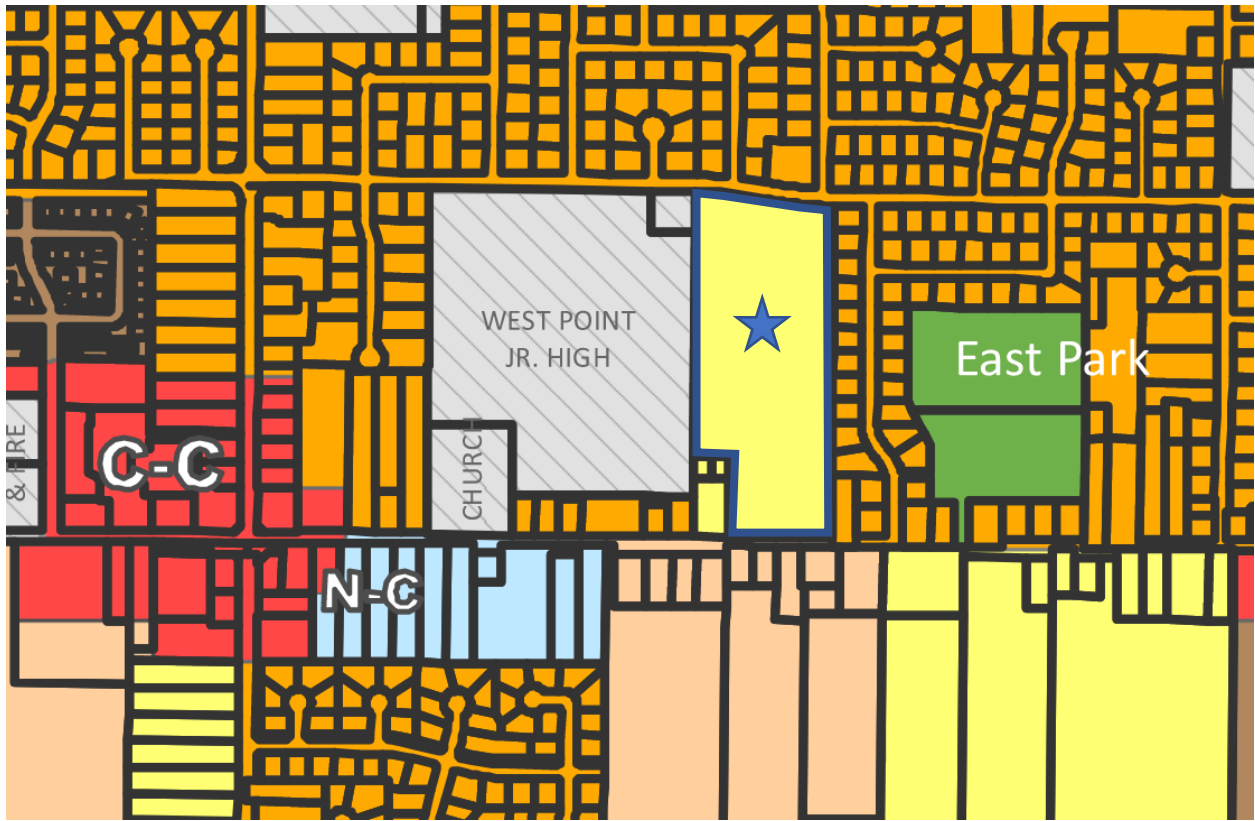 WEST POINT
JR. HIGH
East Park
C-C
& FIRE
CHURCH
N-C